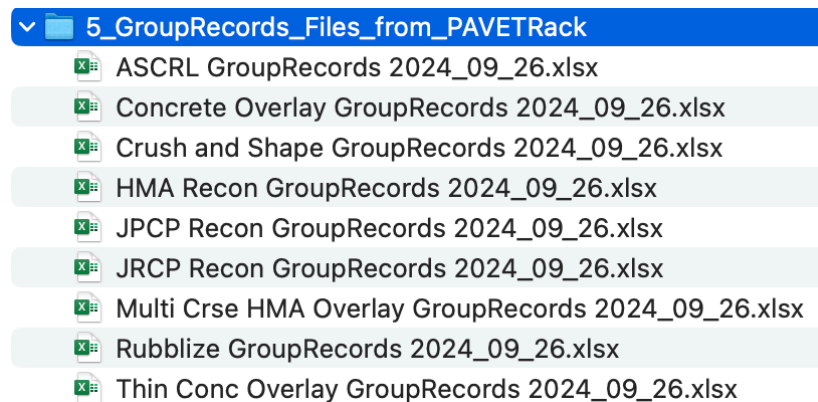 5_GroupRecords_Files_from_PAVETRack
ASCRL GroupRecords 2024_09_26.xlsx
Concrete Overlay GroupRecords 2024_09_26.xlsx
Crush and Shape GroupRecords 2024_09_26.xlsx
HMA Recon GroupRecords 2024_09_26.xlsx
JPCP Recon GroupRecords 2024_09_26.xlsx
JRCP Recon GroupRecords 2024_09_26.xlsx
Multi Crse HMA Overlay GroupRecords 2024_09_26.xlsx
Rubblize GroupRecords 2024_09_26.xlsx
Thin Conc Overlay GroupRecords 2024_09_26.xlsx